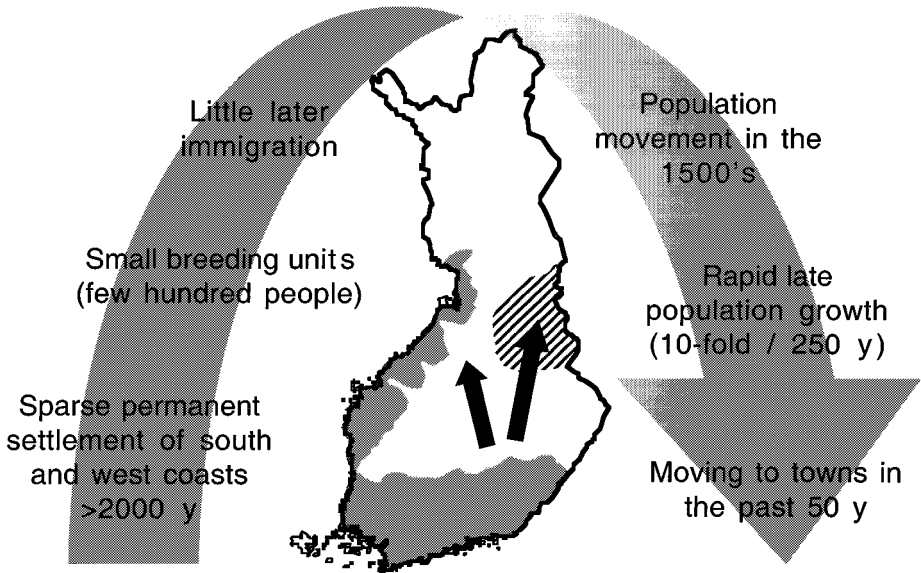 Little later
immigration
Small breeding units
(few hundred people)
Sparse permanent
settlement of south
and west coasts
>2000 y
Population
movement in the
1500's
Rapid late
population growth
(10-fold / 250 y)
Moving to towns in
the past 50 y